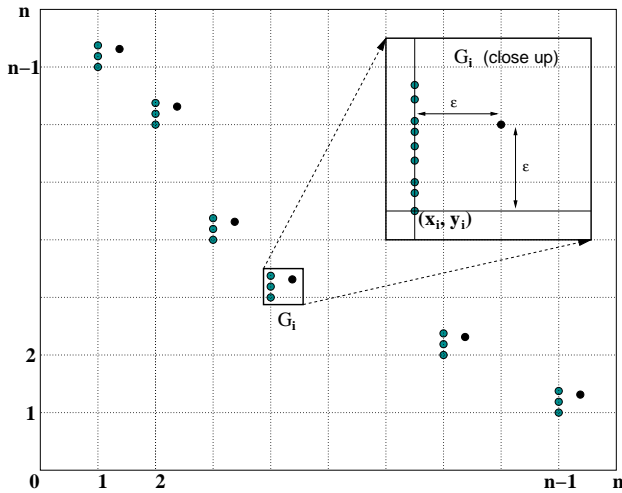 n
n−1
2
1
0
1
2
n−1
n
G_i (close up)
ε
ε
(x_i, y_i)
G_i